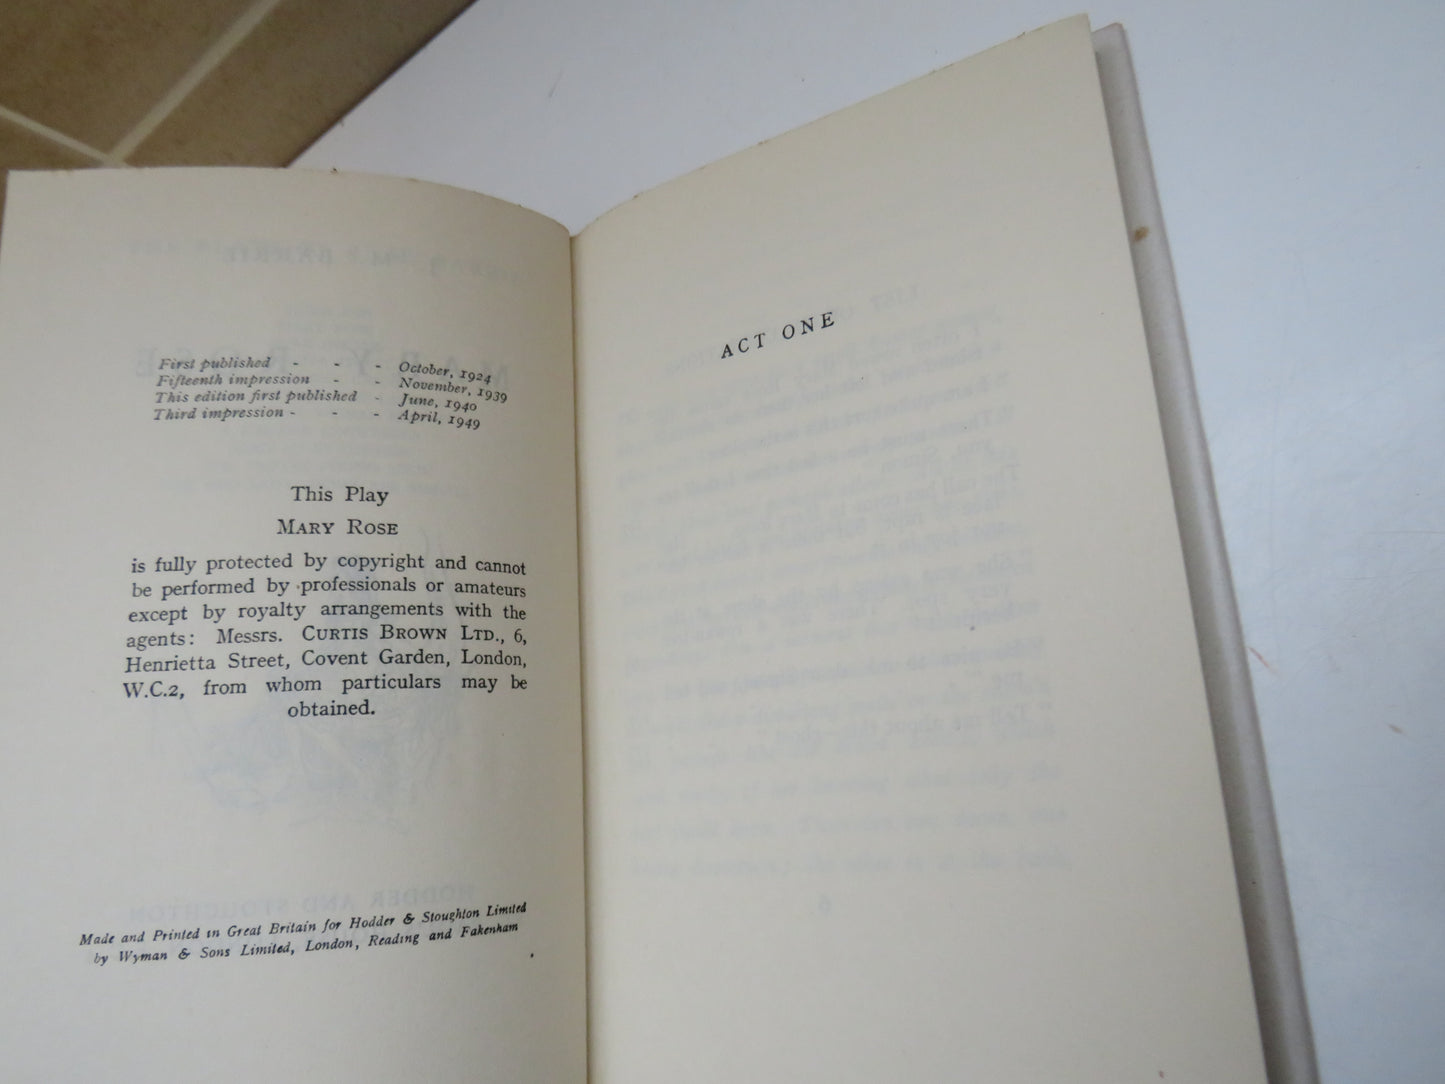 First published - - - October, 1924
Fifteenth impression - - November, 1939
This edition first published - June, 1940
Third impression - - - April, 1949
This Play
MARY ROSE
is fully protected by copyright and cannot
be performed by professionals or amateurs
except by royalty arrangements with the
agents: Messrs. CURTIS BROWN LTD., 6,
Henrietta Street, Covent Garden, London,
W.C.2, from whom particulars may be
obtained.
Made and Printed in Great Britain for Hodder & Stoughton Limited
by Wyman & Sons Limited, London, Reading and Fakenham
ACT ONE